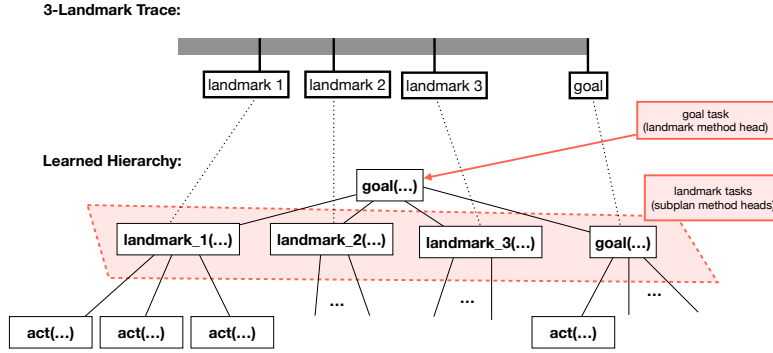 3-Landmark Trace:
landmark 1
landmark 2
landmark 3
goal
goal task
(landmark method head)
Learned Hierarchy:
goal(...)
landmark tasks
(subplan method heads)
landmark_1(...)
landmark_2(...)
landmark_3(...)
goal(...)
...
...
...
act(...)
act(...)
act(...)
act(...)